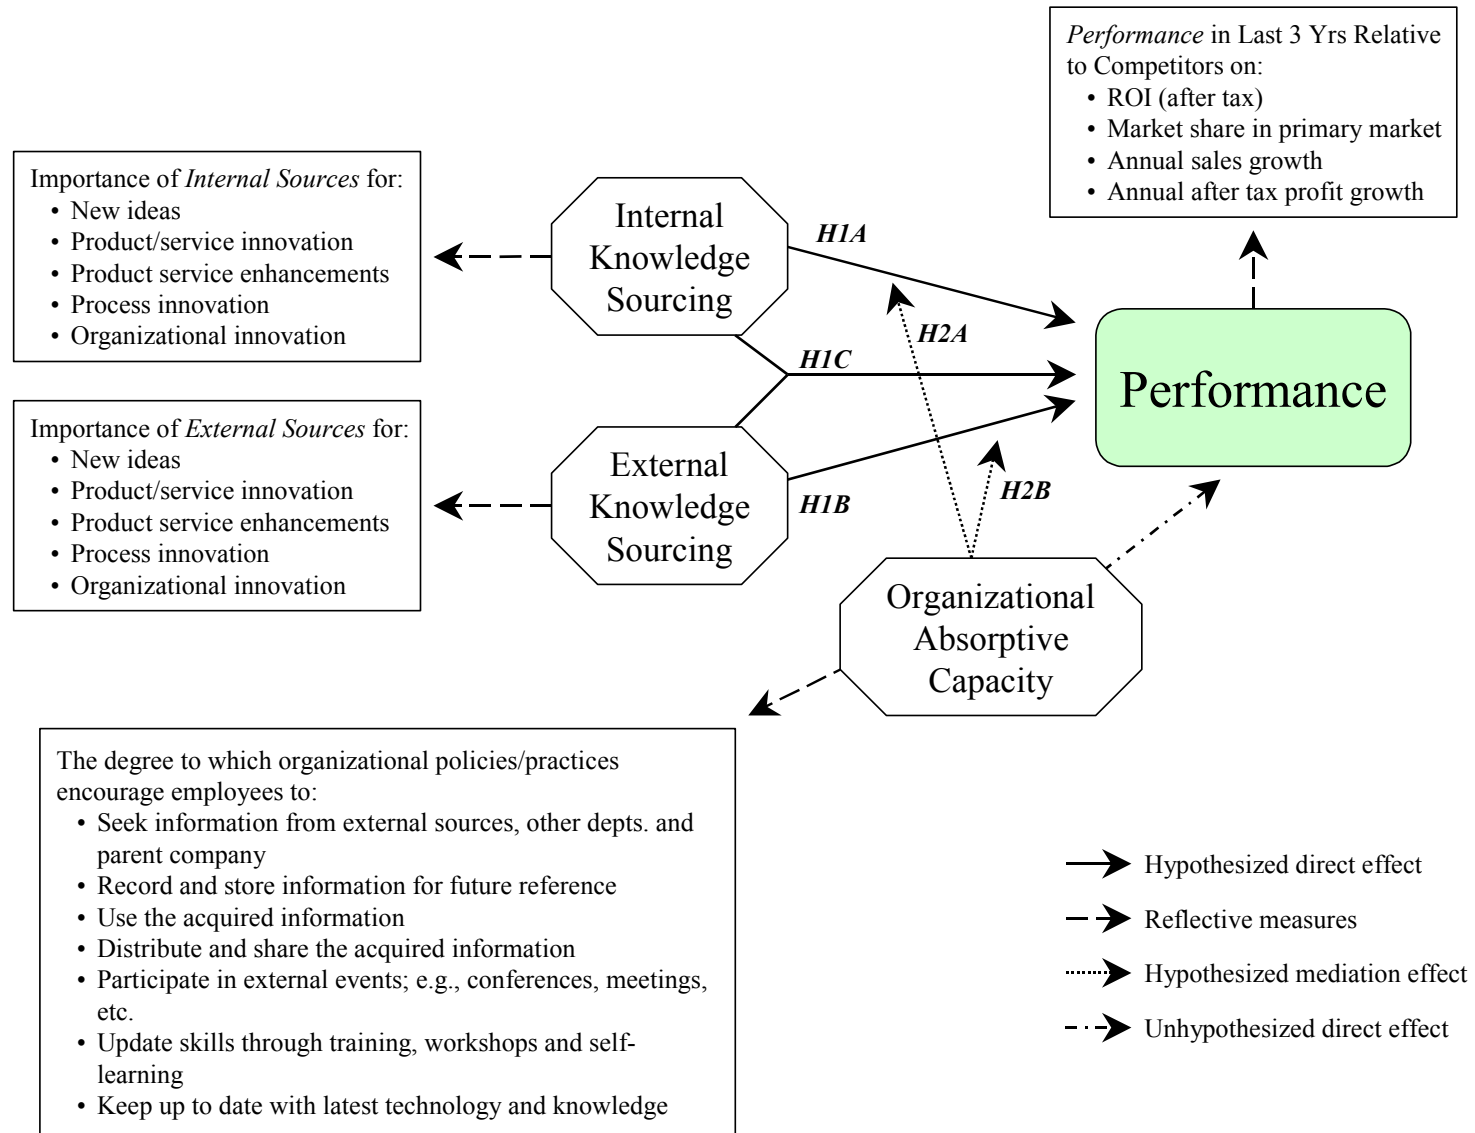 Performance in Last 3 Yrs Relative
to Competitors on:
• ROI (after tax)
• Market share in primary market
• Annual sales growth
• Annual after tax profit growth
Importance of Internal Sources for:
• New ideas
• Product/service innovation
• Product service enhancements
• Process innovation
• Organizational innovation
Internal
Knowledge
Sourcing
H1A
H2A
H1C
Performance
Importance of External Sources for:
• New ideas
• Product/service innovation
• Product service enhancements
• Process innovation
• Organizational innovation
External
Knowledge
Sourcing
H1B
H2B
Organizational
Absorptive
Capacity
The degree to which organizational policies/practices
encourage employees to:
• Seek information from external sources, other depts. and
parent company
• Record and store information for future reference
• Use the acquired information
• Distribute and share the acquired information
• Participate in external events; e.g., conferences, meetings,
etc.
• Update skills through training, workshops and self-
learning
• Keep up to date with latest technology and knowledge
Hypothesized direct effect
Reflective measures
Hypothesized mediation effect
Unhypothesized direct effect